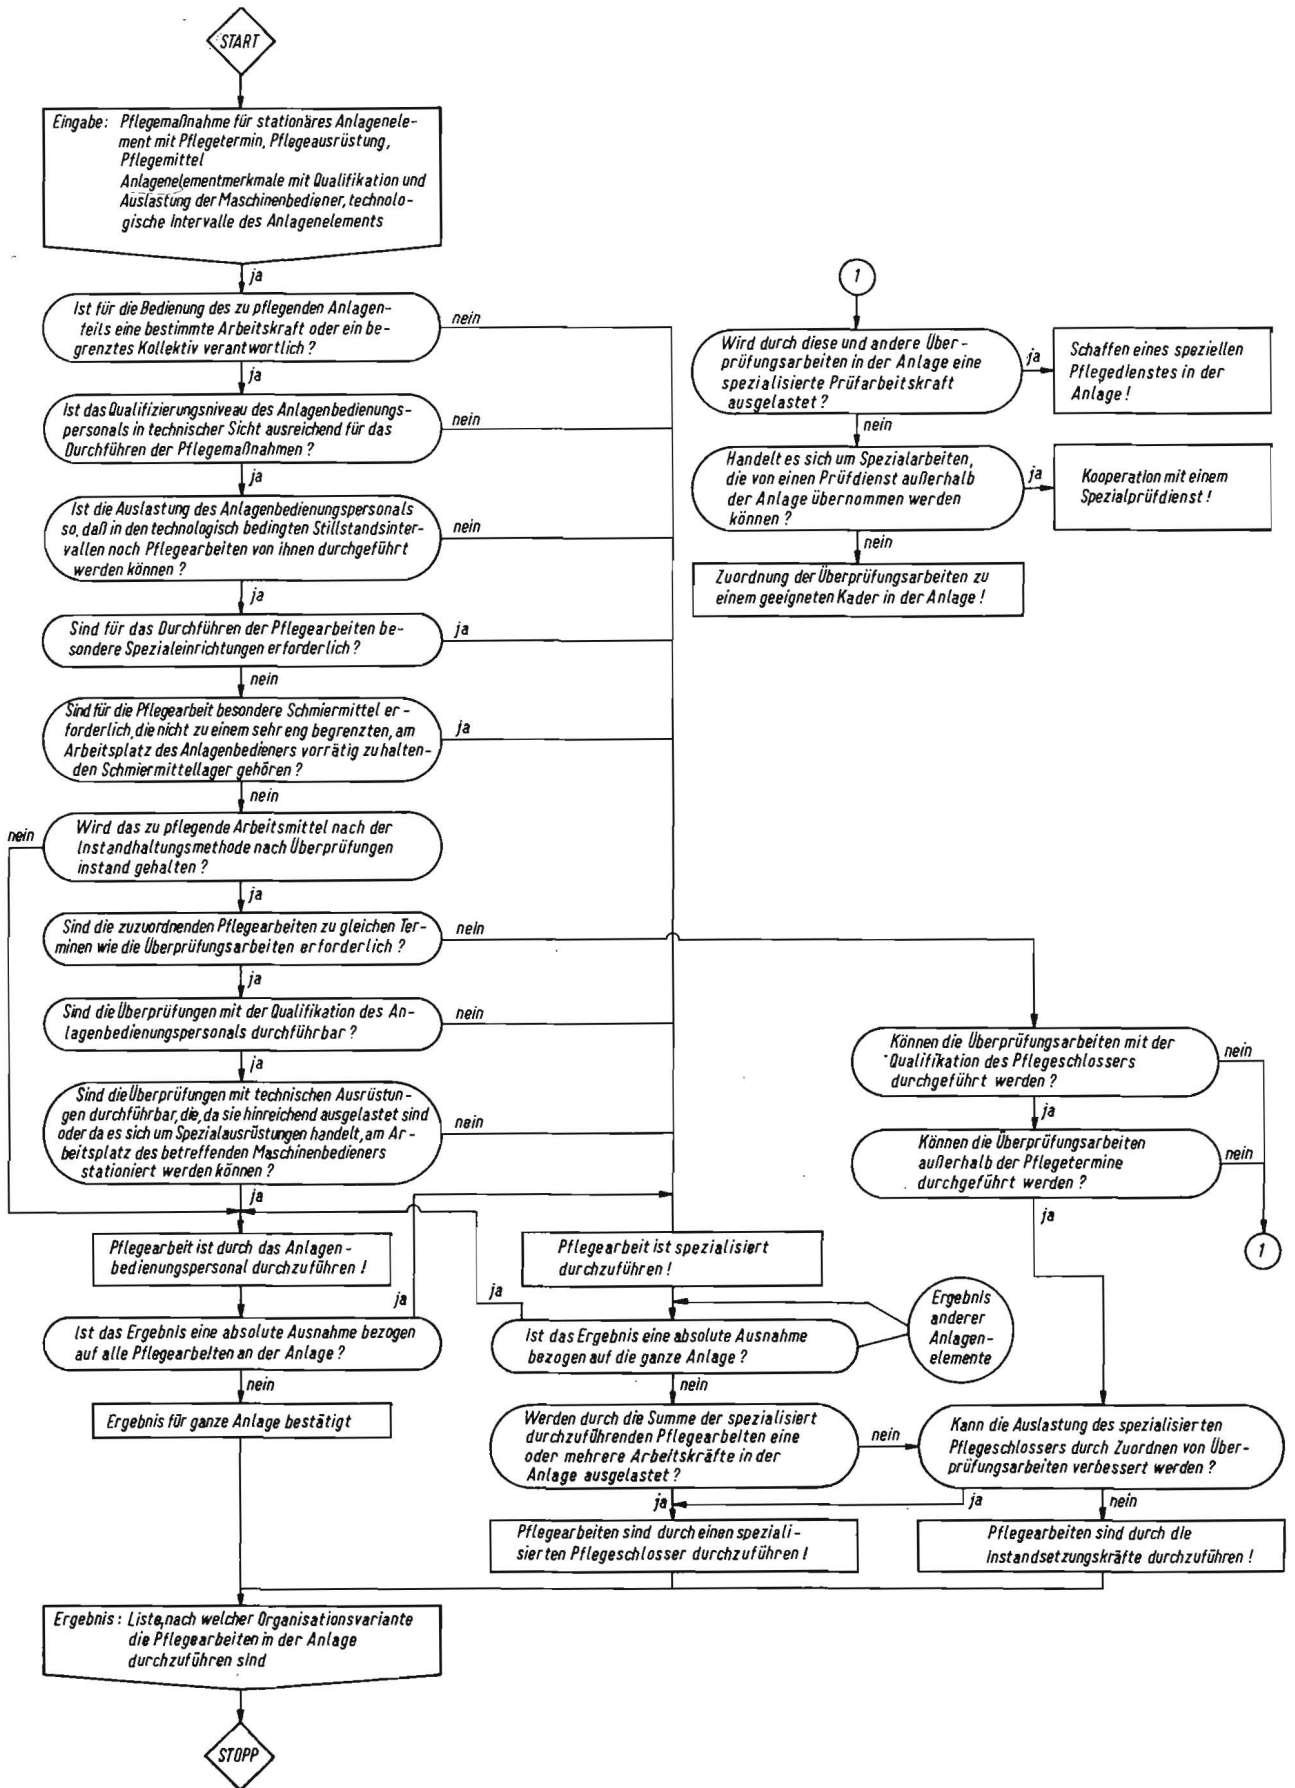 START
Eingabe: Pflegemaßnahme für stationäres Anlagenele-
ment mit Pflegetermin, Pflegeausrüstung,
Pflegemittel
Anlagenelementmerkmale mit Qualifikation und
Auslastung der Maschinenbediener, technolo-
gische Intervalle des Anlagenelements
ja
Ist für die Bedienung des zu pflegenden Anlagen-
teils eine bestimmte Arbeitskraft oder ein be-
grenztes Kollektiv verantwortlich ?
nein
ja
Ist das Qualifizierungsniveau des Anlagenbedienungs-
personals in technischer Sicht ausreichend für das
Durchführen der Pflegemaßnahmen ?
nein
ja
Ist die Auslastung des Anlagenbedienungspersonals
so, daß in den technologisch bedingten Stillstandsinter-
vallen noch Pflegearbeiten von ihnen durchgeführt
werden können ?
nein
ja
Sind für das Durchführen der Pflegearbeiten be-
sondere Spezialeinrichtungen erforderlich ?
ja
nein
Sind für die Pflegearbeit besondere Schmiermittel er-
forderlich, die nicht zu einem sehr eng begrenzten, am
Arbeitsplatz des Anlagenbedieners vorrätig zu halten-
den Schmiermittellager gehören ?
ja
nein
Wird das zu pflegende Arbeitsmittel nach der
Instandhaltungsmethode nach Überprüfungen
instand gehalten ?
nein
ja
Sind die zuzuordnenden Pflegearbeiten zu gleichen Ter-
minen wie die Überprüfungsarbeiten erforderlich ?
nein
ja
Sind die Überprüfungen mit der Qualifikation des An-
lagenbedienungspersonals durchführbar ?
nein
ja
Sind die Überprüfungen mit technischen Ausrüstun-
gen durchführbar, die, da sie hinreichend ausgelastet sind
oder da es sich um Spezialausrüstungen handelt, am Ar-
beitsplatz des betreffenden Maschinenbedieners
stationiert werden können ?
nein
ja
Pflegearbeit ist durch das Anlagen-
bedienungspersonal durchzuführen !
Ist das Ergebnis eine absolute Ausnahme bezogen
auf alle Pflegearbeiten an der Anlage ?
ja
nein
Ergebnis für ganze Anlage bestätigt
1
Wird durch diese und andere Über-
prüfungsarbeiten in der Anlage eine
spezialisierte Prüfarbeitskraft
ausgelastet ?
ja
Schaffen eines speziellen
Pflegedienstes in der
Anlage !
nein
Handelt es sich um Spezialarbeiten,
die von einen Prüfdienst außerhalb
der Anlage übernommen werden
können ?
ja
Kooperation mit einem
Spezialprüfdienst !
nein
Zuordnung der Überprüfungsarbeiten zu
einem geeigneten Kader in der Anlage !
Können die Überprüfungsarbeiten mit der
Qualifikation des Pflegeschlossers
durchgeführt werden ?
nein
ja
Können die Überprüfungsarbeiten
außerhalb der Pflegetermine
durchgeführt werden ?
nein
ja
1
Pflegearbeit ist spezialisiert
durchzuführen !
Ergebnis
anderer
Anlagen-
elemente
Ist das Ergebnis eine absolute Ausnahme
bezogen auf die ganze Anlage ?
ja
nein
Werden durch die Summe der spezialisiert
durchzuführenden Pflegearbeiten eine
oder mehrere Arbeitskräfte in der
Anlage ausgelastet ?
nein
ja
Kann die Auslastung des spezialisierten
Pflegeschlossers durch Zuordnen von Über-
prüfungsarbeiten verbessert werden ?
ja
nein
Pflegearbeiten sind durch einen speziali-
sierten Pflegeschlosser durchzuführen !
Pflegearbeiten sind durch die
Instandsetzungskräfte durchzuführen !
Ergebnis : Liste, nach welcher Organisationsvariante
die Pflegearbeiten in der Anlage
durchzuführen sind
STOPP